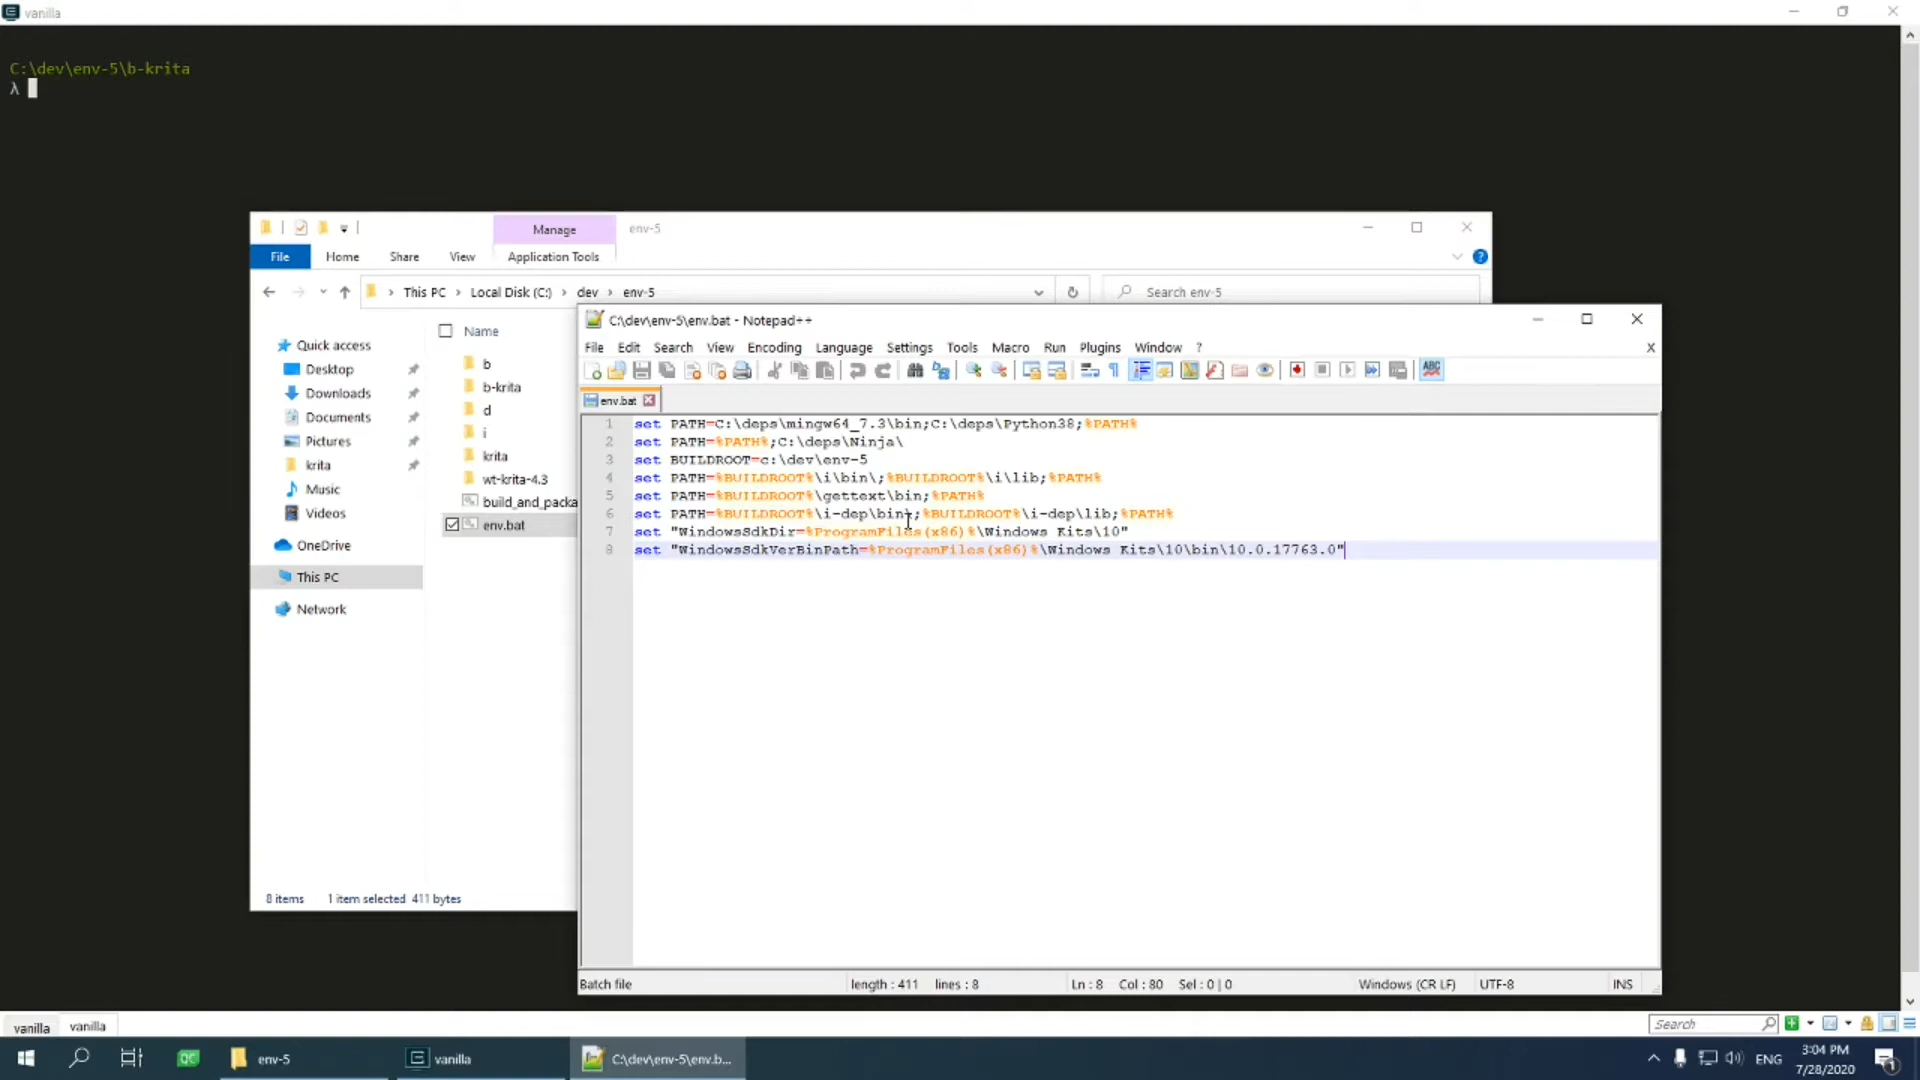 vanilla
C:\dev\env-5\b-krita
λ
Manage
env-5
File
Home
Share
View
Application Tools
This PC
Local Disk (C:)
dev
env-5
Search env-5
Quick access
Desktop
Downloads
Documents
Pictures
krita
Music
Videos
OneDrive
This PC
Network
Name
b
b-krita
d
i
krita
wt-krita-4.3
build_and_packa
env.bat
8 items
1 item selected 411 bytes
C:\dev\env-5\env.bat - Notepad++
File Edit Search View Encoding Language Settings Tools Macro Run Plugins Window ?
X
ABC
env.bat
1 set PATH=C:\deps\mingw64_7.3\bin;C:\deps\Python38;%PATH%
2 set PATH=%PATH%;C:\deps\Ninja\
3 set BUILDROOT=c:\dev\env-5
4 set PATH=%BUILDROOT%\i\bin\;%BUILDROOT%\i\lib;%PATH%
5 set PATH=%BUILDROOT%\gettext\bin;%PATH%
6 set PATH=%BUILDROOT%\i-dep\bin\;%BUILDROOT%\i-dep\lib;%PATH%
7 set "WindowsSdkDir=%ProgramFiles(x86)%\Windows Kits\10"
8 set "WindowsSdkVerBinPath=%ProgramFiles(x86)%\Windows Kits\10\bin\10.0.17763.0"
Batch file
length : 411 lines : 8
Ln : 8 Col : 80 Sel : 0 | 0
Windows (CR LF)
UTF-8
INS
vanilla
vanilla
Search
QC
env-5
vanilla
C:\dev\env-5\env.b...
ENG
3:04 PM
7/28/2020
1